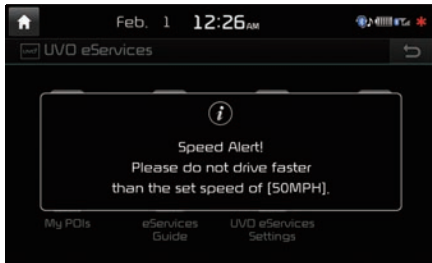 Feb. 1 12:26AM
UVO eServices
Speed Alert!
Please do not drive faster
than the set speed of [50MPH].
My POIs eServices Guide UVO eServices Settings